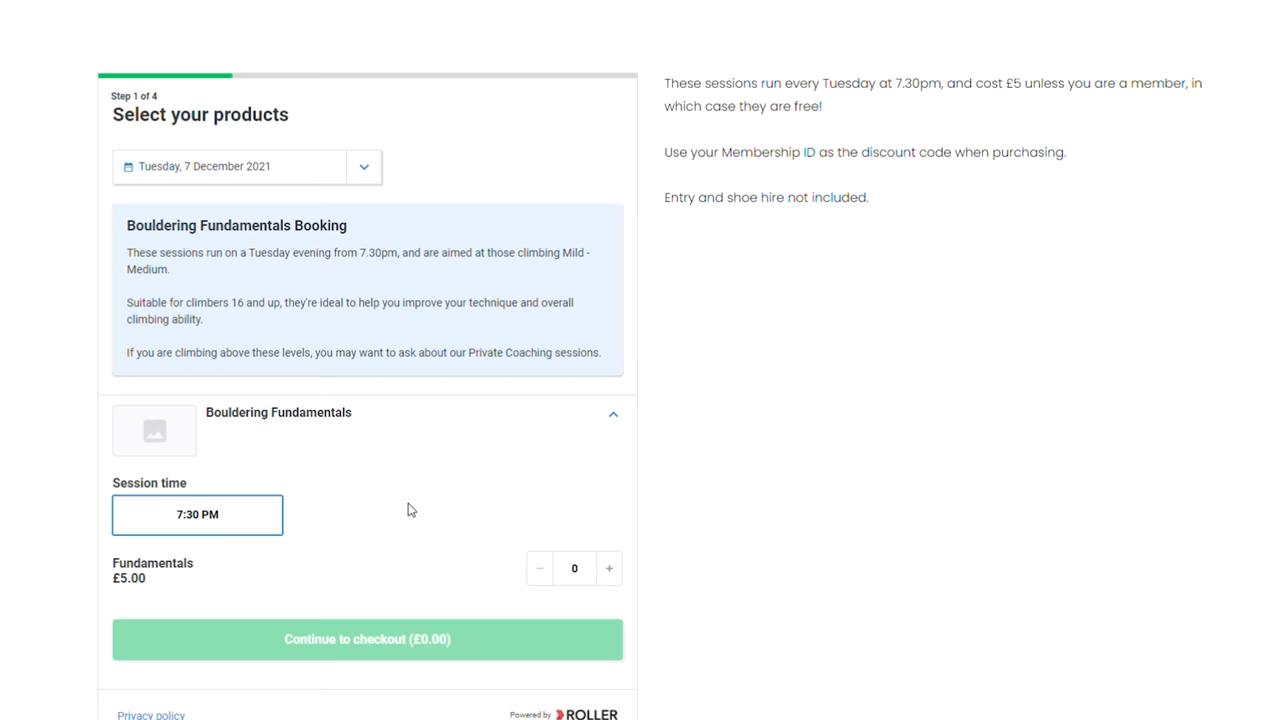 Step 1 of 4
Select your products
Tuesday, 7 December 2021
Bouldering Fundamentals Booking
These sessions run on a Tuesday evening from 7.30pm, and are aimed at those climbing Mild -
Medium.
Suitable for climbers 16 and up, they're ideal to help you improve your technique and overall
climbing ability.
If you are climbing above these levels, you may want to ask about our Private Coaching sessions.
Bouldering Fundamentals
Session time
7:30 PM
Fundamentals
£5.00
− 0 +
Continue to checkout (£0.00)
Privacy policy
Powered by ROLLER
These sessions run every Tuesday at 7.30pm, and cost £5 unless you are a member, in
which case they are free!
Use your Membership ID as the discount code when purchasing.
Entry and shoe hire not included.